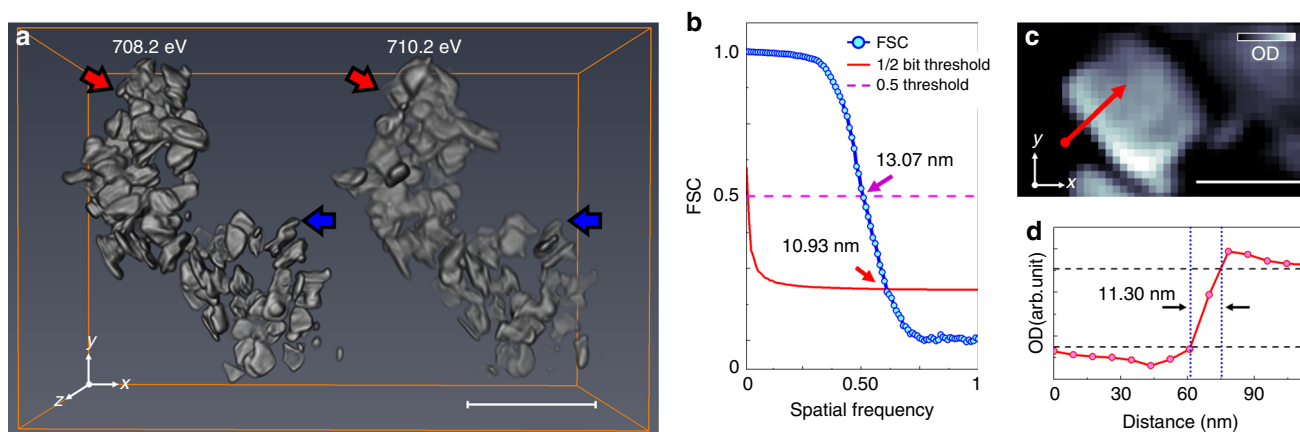 a
708.2 eV
710.2 eV
y
x
z
b
FSC
1/2 bit threshold
0.5 threshold
1.0
0.5
0
FSC
13.07 nm
10.93 nm
0
0.50
1
Spatial frequency
c
OD
y
x
d
OD(arb.unit)
11.30 nm
0
30
60
90
Distance (nm)